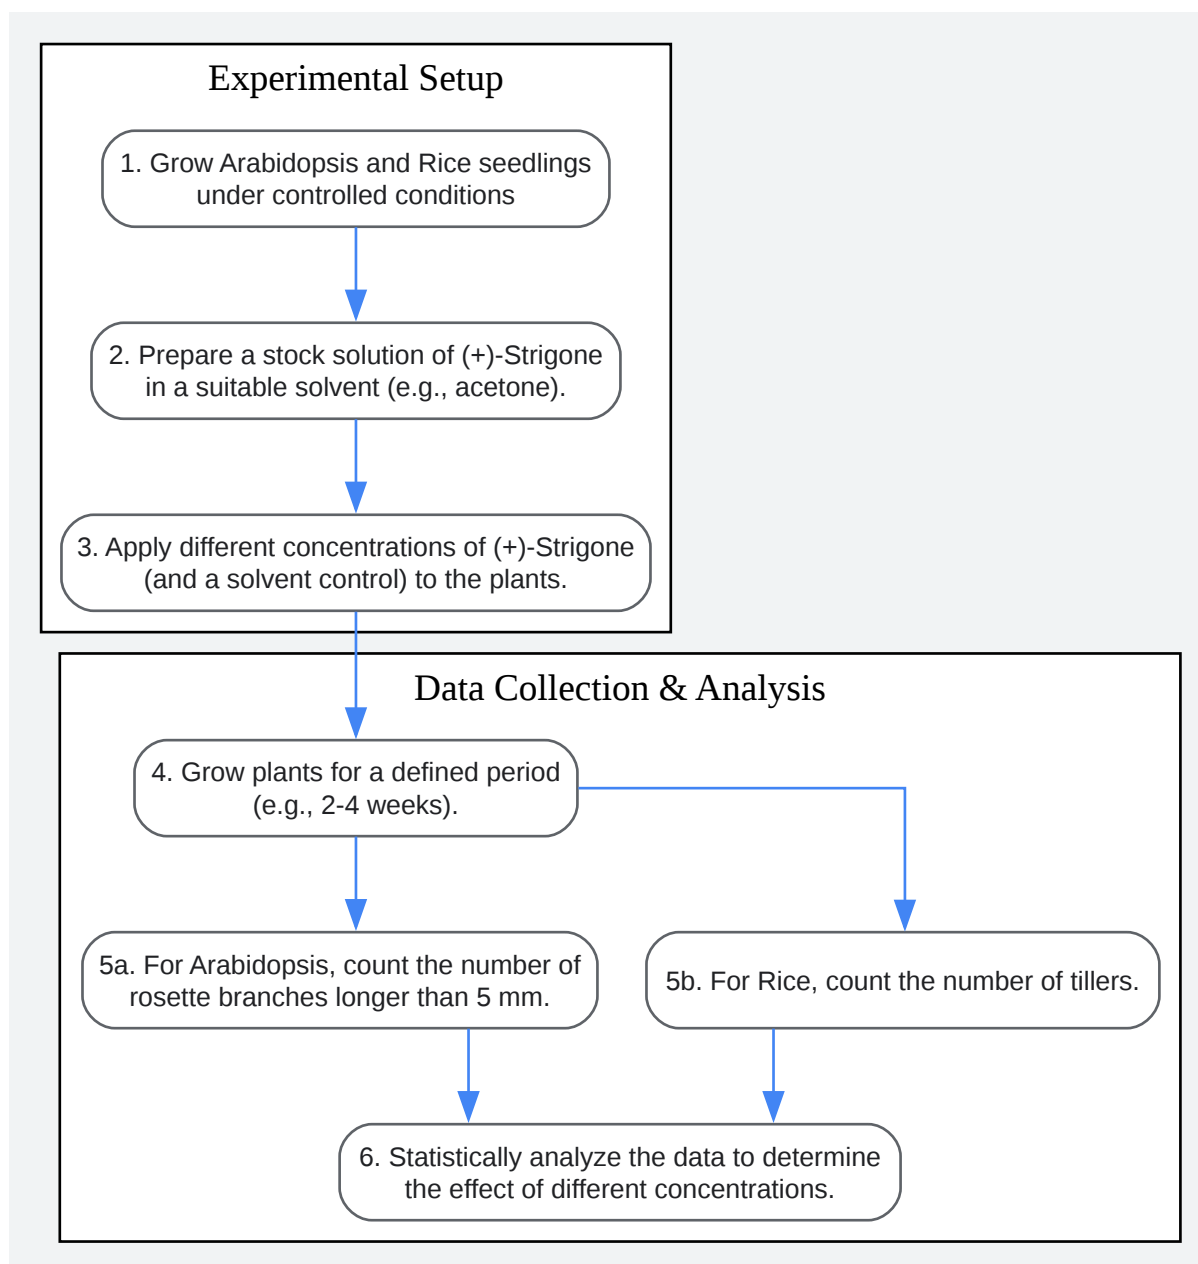 Experimental Setup
1. Grow Arabidopsis and Rice seedlings
under controlled conditions
2. Prepare a stock solution of (+)-Strigone
in a suitable solvent (e.g., acetone).
3. Apply different concentrations of (+)-Strigone
(and a solvent control) to the plants.
Data Collection & Analysis
4. Grow plants for a defined period
(e.g., 2-4 weeks).
5a. For Arabidopsis, count the number of
rosette branches longer than 5 mm.
5b. For Rice, count the number of tillers.
6. Statistically analyze the data to determine
the effect of different concentrations.